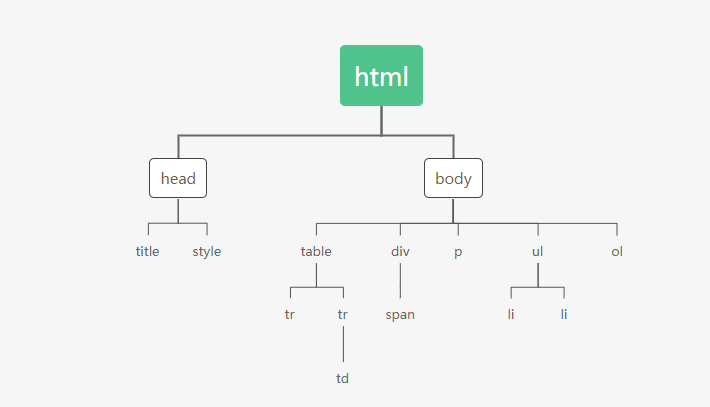 html
head
body
title
style
table
div
p
ul
ol
tr
tr
span
li
li
td